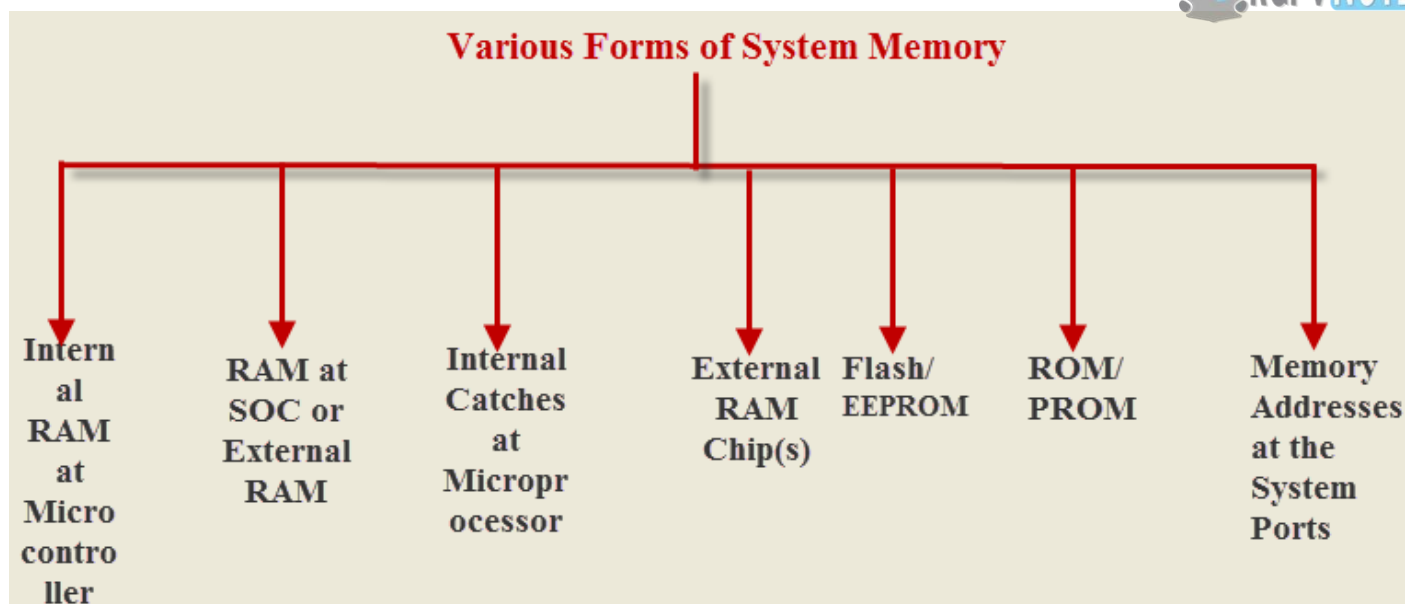 Various Forms of System Memory
Intern
al
RAM
at
Micro
contro
ller
RAM at
SOC or
External
RAM
Internal
Catches
at
Micropr
ocessor
External
RAM
Chip(s)
Flash/
EEPROM
ROM/
PROM
Memory
Addresses
at the
System
Ports